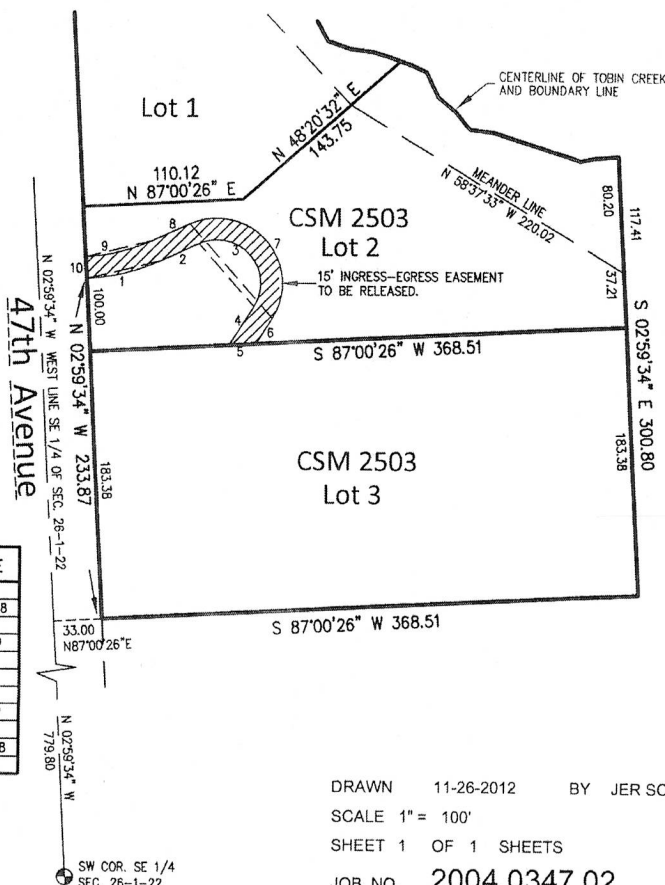 CENTERLINE OF TOBIN CREEK
AND BOUNDARY LINE
Lot 1
N 48°20'32" E
143.75
110.12
N 87°00'26" E
MEANDER LINE
N 58°37'33" W 220.02
80.20
117.41
CSM 2503
Lot 2
8
9
7
3
2
10
1
15' INGRESS-EGRESS EASEMENT
TO BE RELEASED.
37.21
100.00
4
6
5
S 87°00'26" W 368.51
S 02°59'34" E 300.80
N 02°59'34" W 233.87
N 02°59'34" W WEST LINE SE 1/4 OF SEC. 26-1-22
47th Avenue
183.38
183.38
CSM 2503
Lot 3
8
33.00
N87°00'26"E
S 87°00'26" W 368.51
8
N 02°59'34" W
779.80
DRAWN 11-26-2012 BY JER SC
SCALE 1" = 100'
SHEET 1 OF 1 SHEETS
SW COR. SE 1/4
SEC. 26-1-22
JOB NO. 2004.0347.02